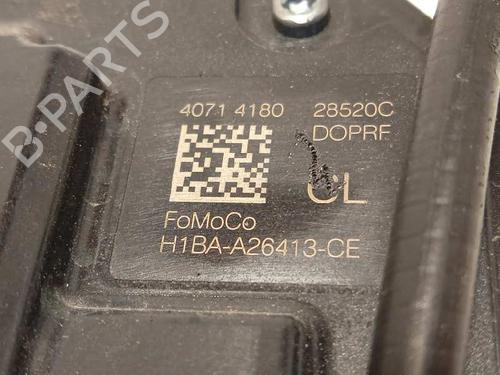 4071 4180 28520C
DOPRF
CL
FoMoCo
H1BA-A26413-CE
B-PARTS